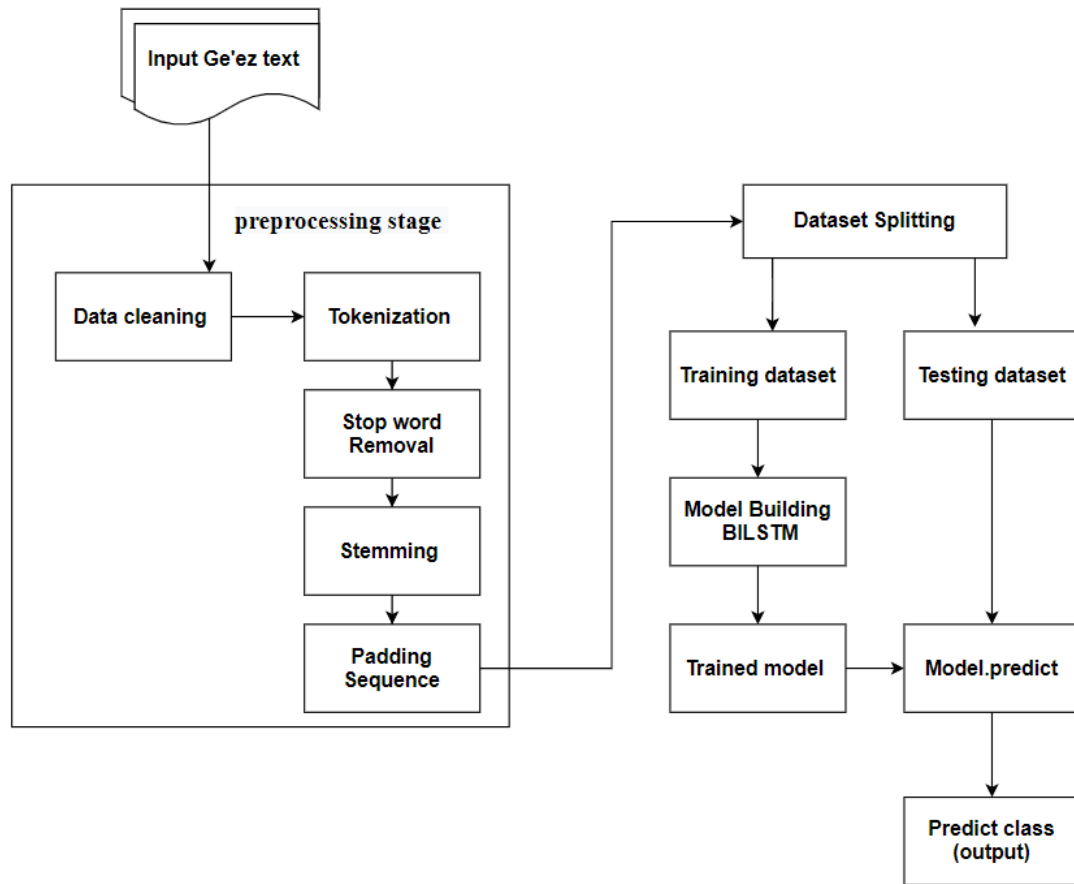 Input Ge'ez text
preprocessing stage
Data cleaning
Tokenization
Stop word
Removal
Stemming
Padding
Sequence
Dataset Splitting
Training dataset
Testing dataset
Model Building
BILSTM
Trained model
Model.predict
Predict class
(output)